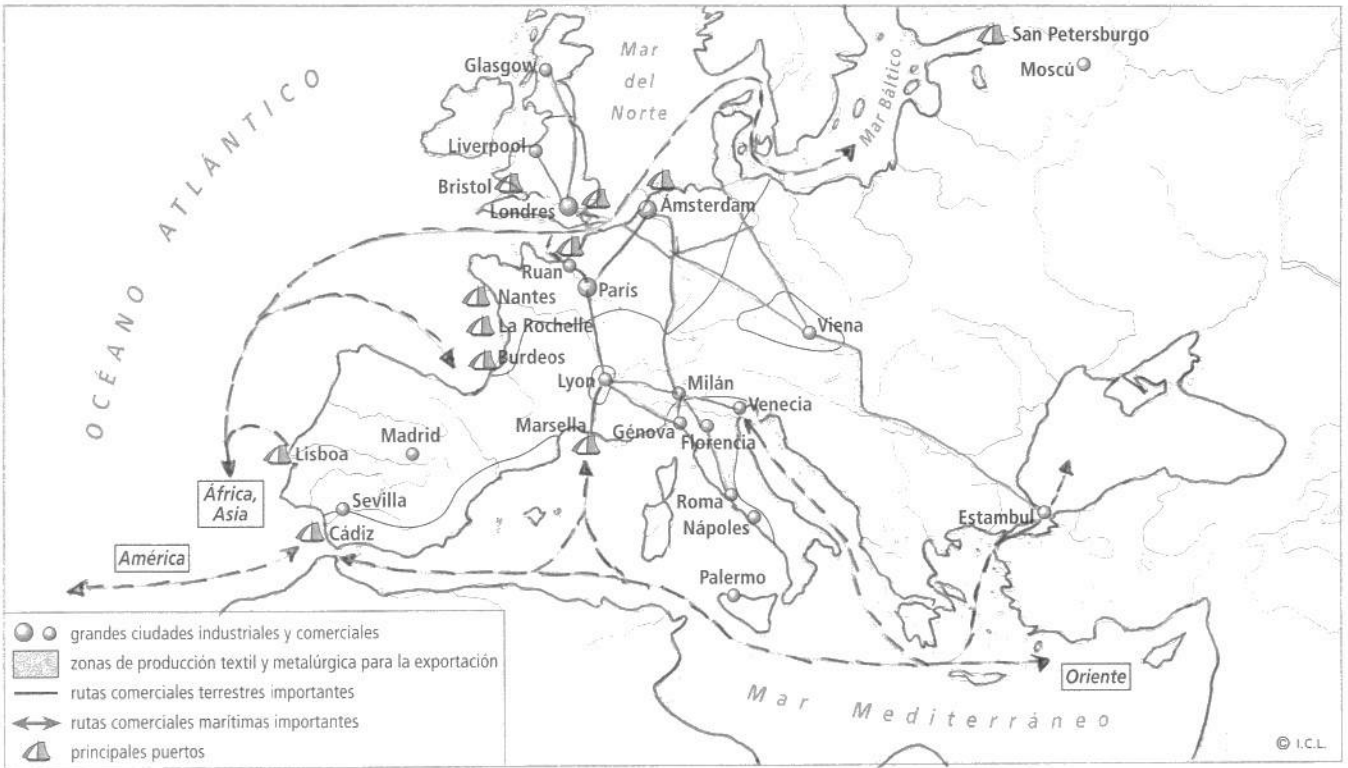 San Petersburgo
Moscú
Mar
del
Norte
Glasgow
Mar Báltico
OCÉANO ATLÁNTICO
Liverpool
Bristol
Londres
Ámsterdam
Ruan
París
Nantes
La Rochelle
Viena
Burdeos
Lyon
Milán
Venecia
Marsella
Génova
Florencia
Madrid
Lisboa
África,
Asia
Sevilla
Roma
Nápoles
Estambul
Cádiz
América
Palermo
Oriente
Mar Mediterráneo
grandes ciudades industriales y comerciales
zonas de producción textil y metalúrgica para la exportación
rutas comerciales terrestres importantes
rutas comerciales marítimas importantes
principales puertos
© I.C.L.